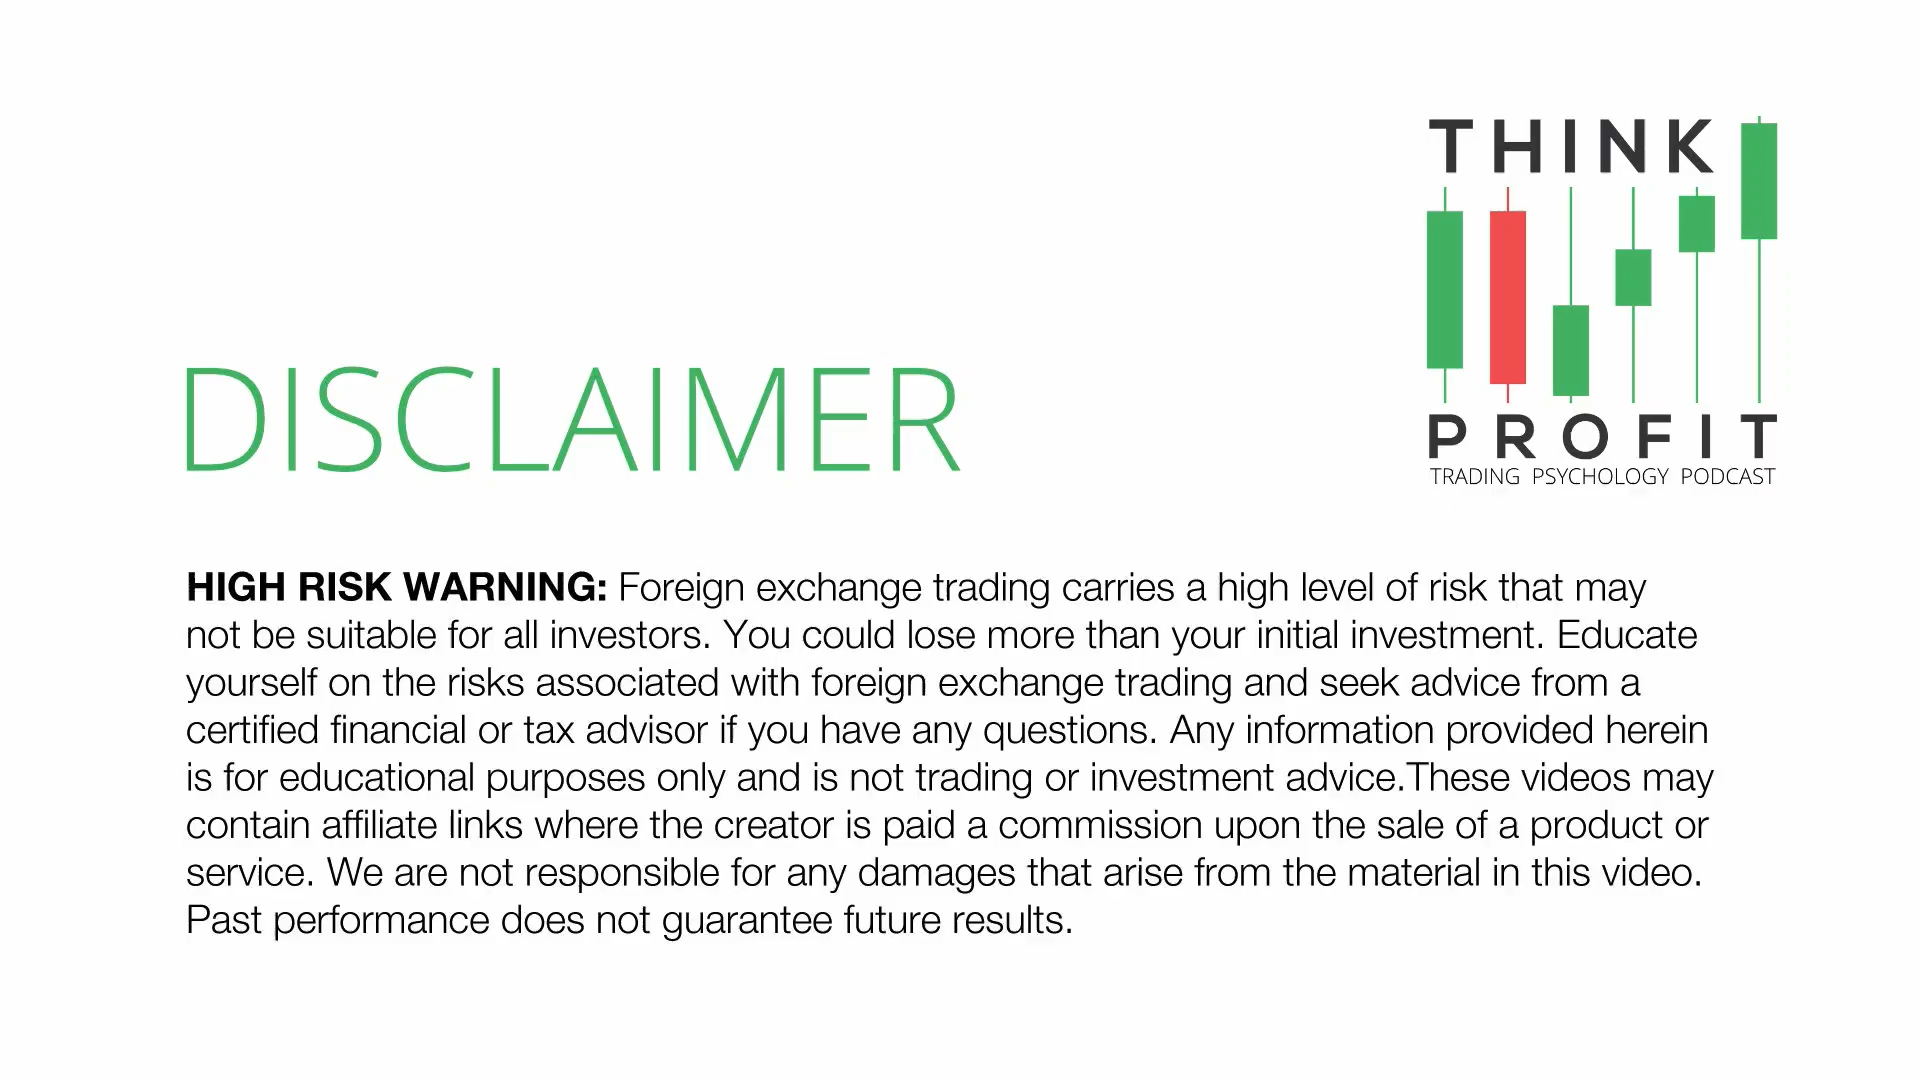 THINK
PROFIT
TRADING PSYCHOLOGY PODCAST
DISCLAIMER
HIGH RISK WARNING: Foreign exchange trading carries a high level of risk that may
not be suitable for all investors. You could lose more than your initial investment. Educate
yourself on the risks associated with foreign exchange trading and seek advice from a
certified financial or tax advisor if you have any questions. Any information provided herein
is for educational purposes only and is not trading or investment advice.These videos may
contain affiliate links where the creator is paid a commission upon the sale of a product or
service. We are not responsible for any damages that arise from the material in this video.
Past performance does not guarantee future results.